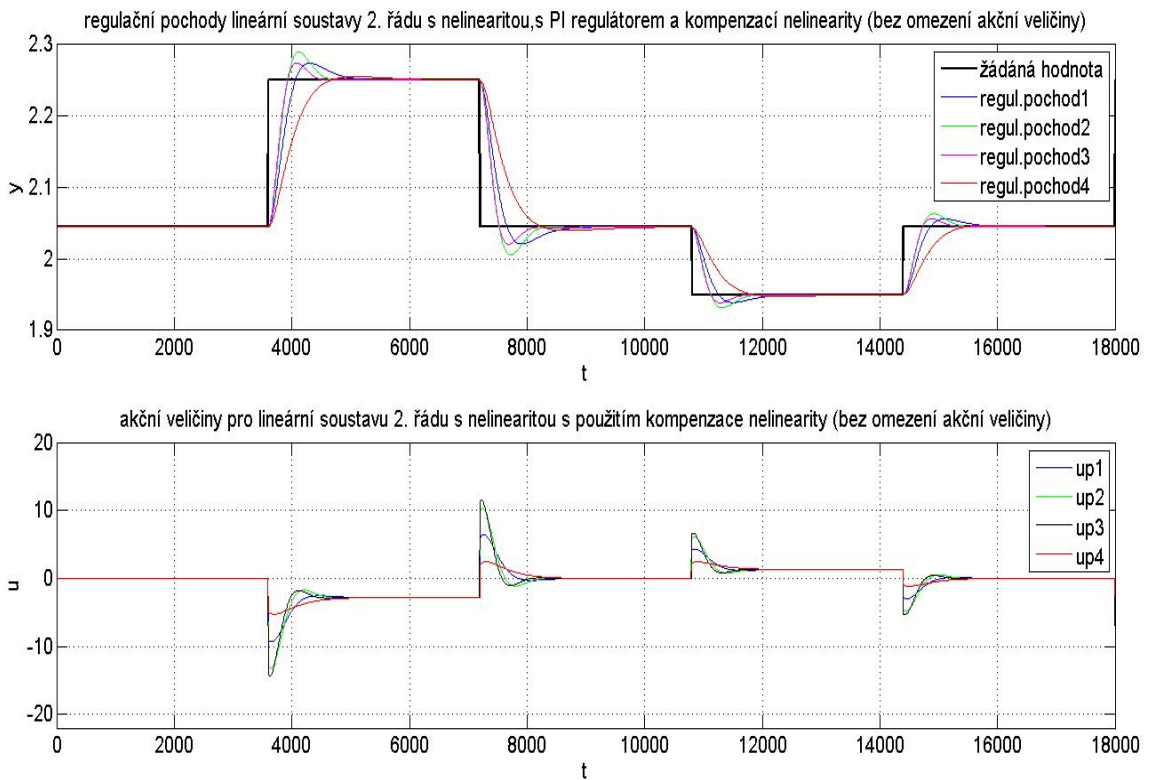 regulační pochody lineární soustavy 2. řádu s nelinearitou,s PI regulátorem a kompenzací nelinearity (bez omezení akční veličiny)
2.3
2.2
2.1
2
1.9
y
žádáná hodnota
regul.pochod1
regul.pochod2
regul.pochod3
regul.pochod4
0 2000 4000 6000 8000 10000 12000 14000 16000 18000
t
akční veličiny pro lineární soustavu 2. řádu s nelinearitou s použitím kompenzace nelinearity (bez omezení akční veličiny)
20
10
0
-10
-20
u
up1
up2
up3
up4
0 2000 4000 6000 8000 10000 12000 14000 16000 18000
t